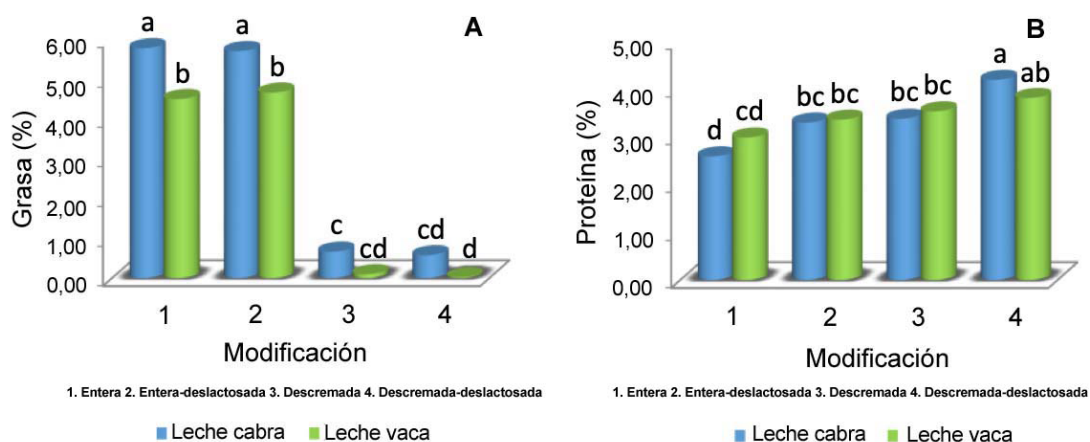 A
Grasa (%)
6,00
5,00
4,00
3,00
2,00
1,00
0,00
a
b
a
b
c
cd
cd
d
1 2 3 4
Modificación
1. Entera 2. Entera-deslactosada 3. Descremada 4. Descremada-deslactosada
Leche cabra Leche vaca
B
Proteína (%)
5,00
4,00
3,00
2,00
1,00
0,00
d
cd
bc
bc
bc
bc
a
ab
1 2 3 4
Modificación
1. Entera 2. Entera-deslactosada 3. Descremada 4. Descremada-deslactosada
Leche cabra Leche vaca